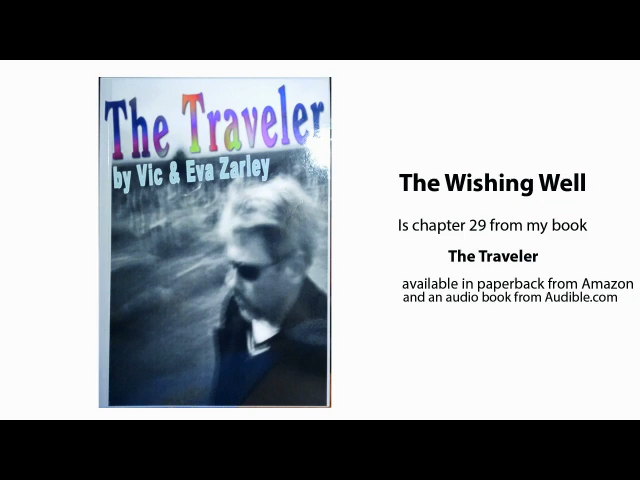 The Traveler
by Vic & Eva Zarley
The Wishing Well
Is chapter 29 from my book
The Traveler
available in paperback from Amazon
and an audio book from Audible.com